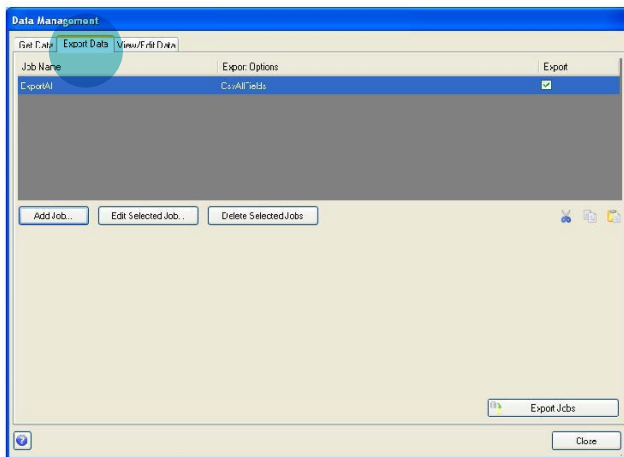 Data Management
Get Data Export Data View/Edit Data
Job Name Export Options Export
ExportAll CsvAllFields
Add Job... Edit Selected Job... Delete Selected Jobs
Export Jobs
Close